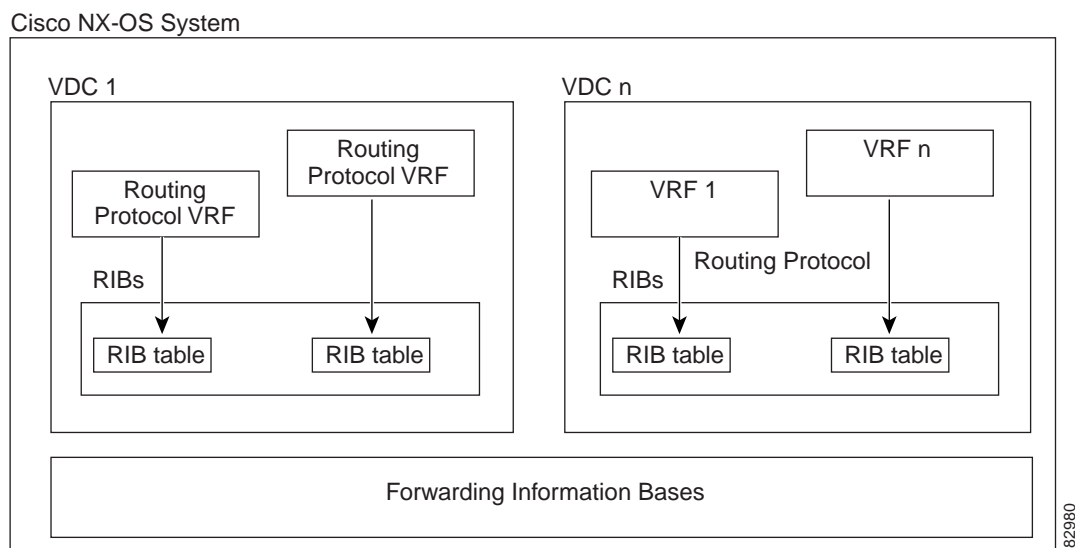 Cisco NX-OS System
VDC 1
Routing
Protocol VRF
Routing
Protocol VRF
RIBs
RIB table
RIB table
VDC n
VRF 1
VRF n
Routing Protocol
RIBs
RIB table
RIB table
Forwarding Information Bases
82980